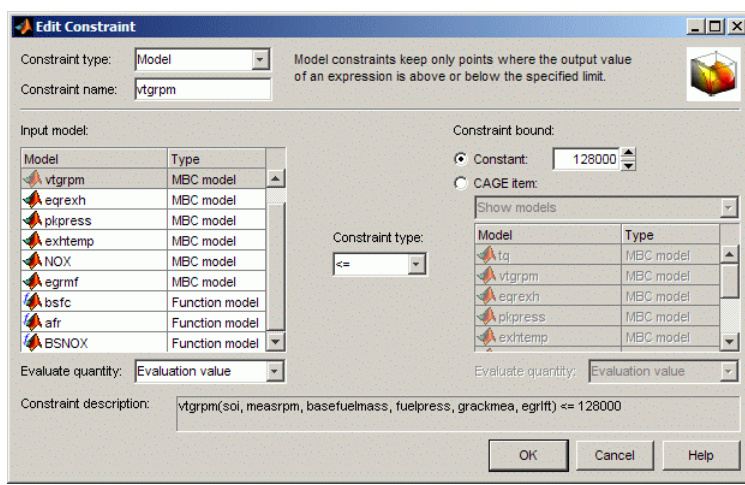 Edit Constraint
Constraint type: Model
Model constraints keep only points where the output value
of an expression is above or below the specified limit.
Constraint name: vtgrpm
Input model:
Model Type
vtgrpm MBC model
eqrexh MBC model
pkpress MBC model
exhtemp MBC model
NOX MBC model
egrmf MBC model
bsfc Function model
afr Function model
BSNOX Function model
Evaluate quantity: Evaluation value
Constraint type:
<=
Constraint bound:
Constant: 128000
CAGE item:
Show models
Model Type
tq MBC model
vtgrpm MBC model
eqrexh MBC model
pkpress MBC model
exhtemp MBC model
Evaluate quantity: Evaluation value
Constraint description: vtgrpm(soi, measrpm, basefuelmass, fuelpress, grackmea, egrlft) <= 128000
OK Cancel Help